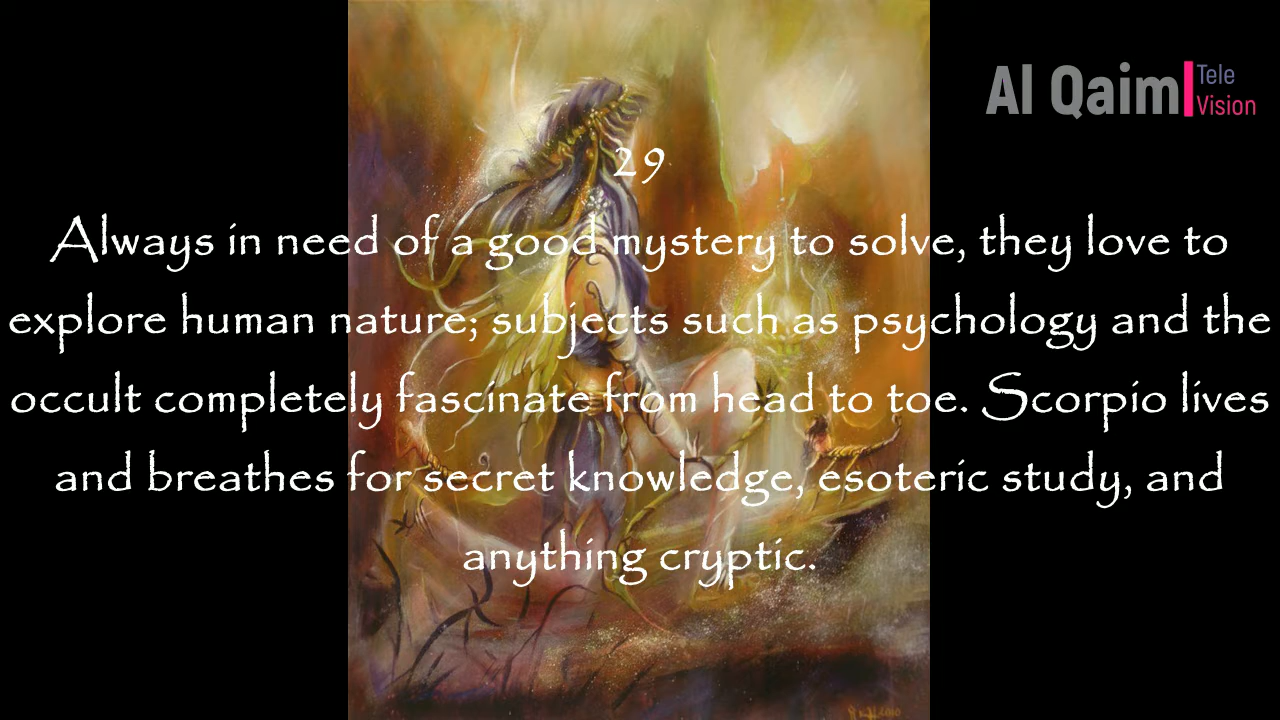 Al Qaim Tele
Vision
29
Always in need of a good mystery to solve, they love to
explore human nature; subjects such as psychology and the
occult completely fascinate from head to toe. Scorpio lives
and breathes for secret knowledge, esoteric study, and
anything cryptic.